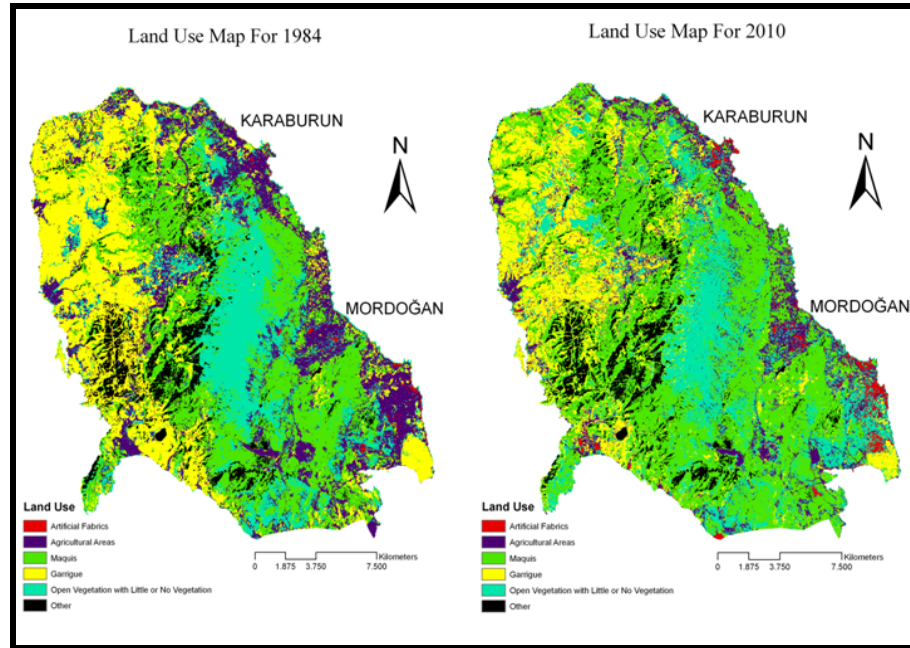 Land Use Map For 1984
KARABURUN
N
MORDOĞAN
Land Use
Artificial Fabrics
Agricultural Areas
Maquis
Garrigue
Open Vegetation with Little or No Vegetation
Other
Kilometers
0 1.875 3.750 7.500
Land Use Map For 2010
KARABURUN
N
MORDOĞAN
Land Use
Artificial Fabrics
Agricultural Areas
Maquis
Garrigue
Open Vegetation with Little or No Vegetation
Other
Kilometers
0 1.875 3.750 7.500